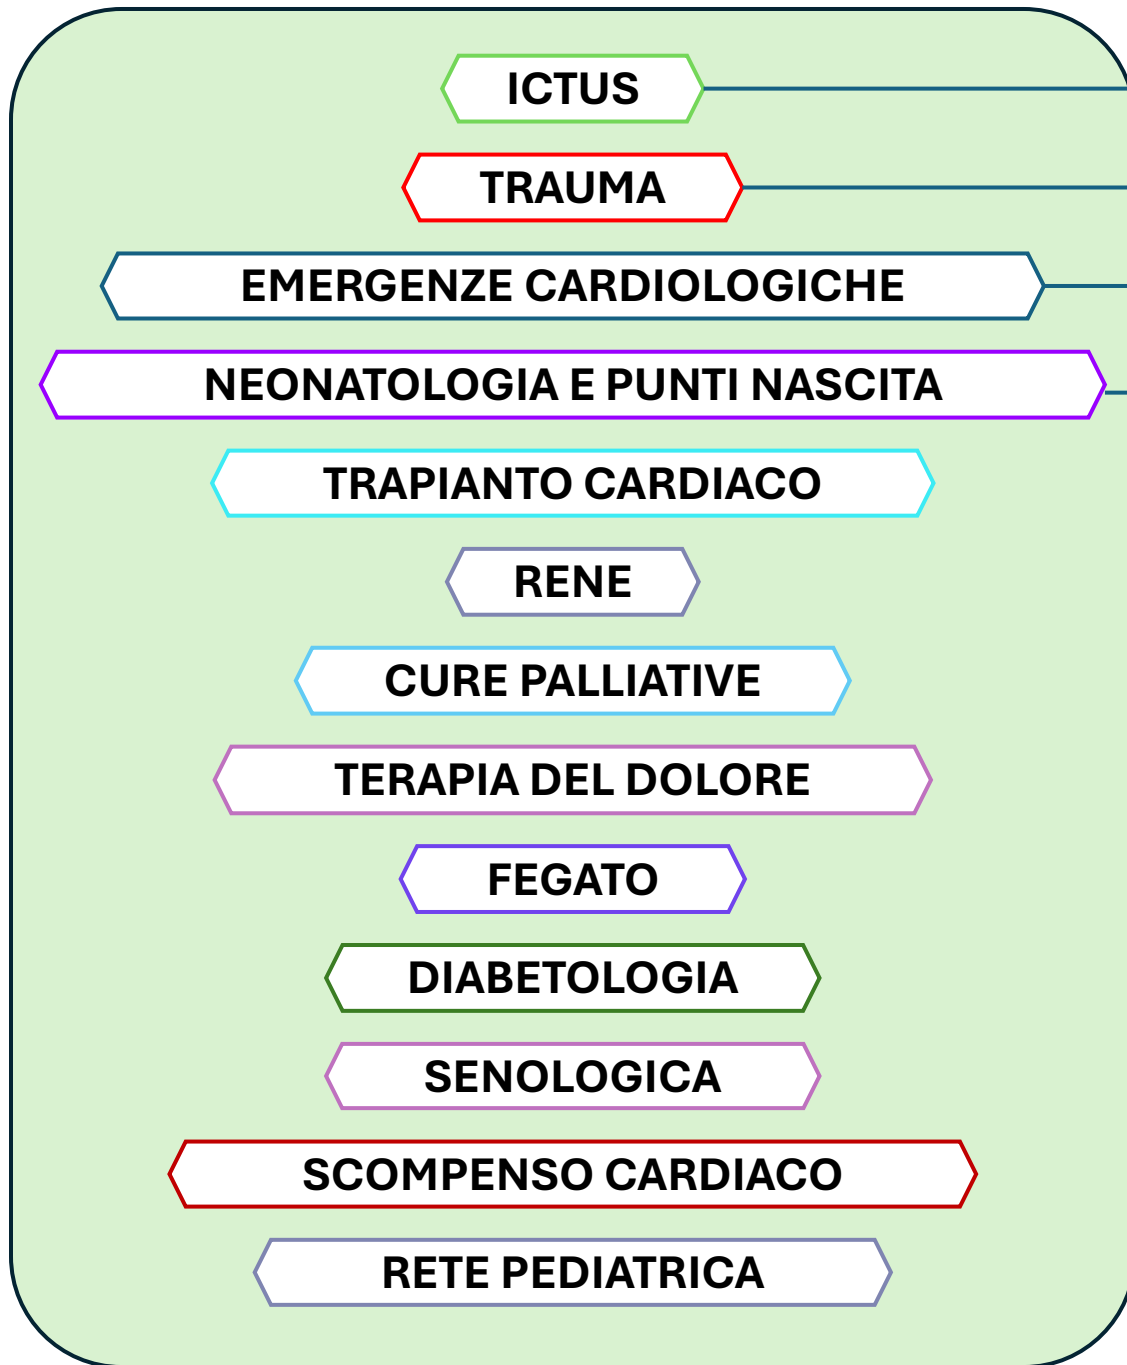 ICTUS
TRAUMA
EMERGENZE CARDIOLOGICHE
NEONATOLOGIA E PUNTI NASCITA
TRAPIANTO CARDIACO
RENE
CURE PALLIATIVE
TERAPIA DEL DOLORE
FEGATO
DIABETOLOGIA
SENOLOGICA
SCOMPENSO CARDIACO
RETE PEDIATRICA